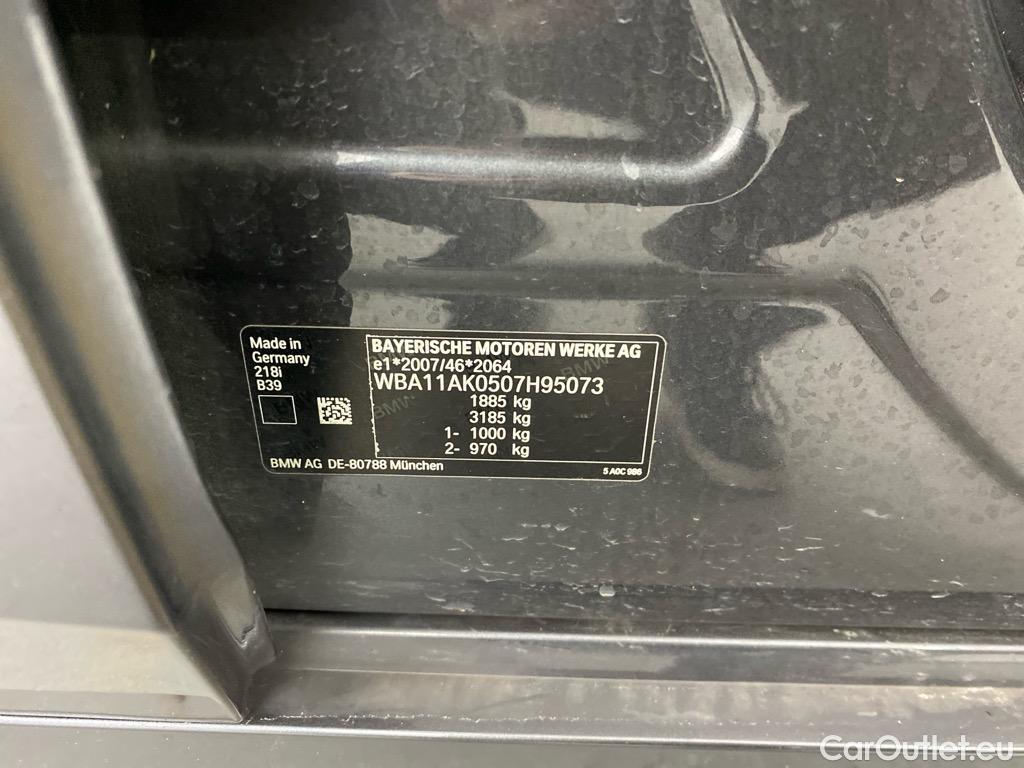 Made in
Germany
218i
B39
BAYERISCHE MOTOREN WERKE AG
e1*2007/46*2064
WBA11AK0507H95073
1885 kg
3185 kg
1- 1000 kg
2- 970 kg
BMW AG DE-80788 München
5 A0C 986
CarOutlet.eu